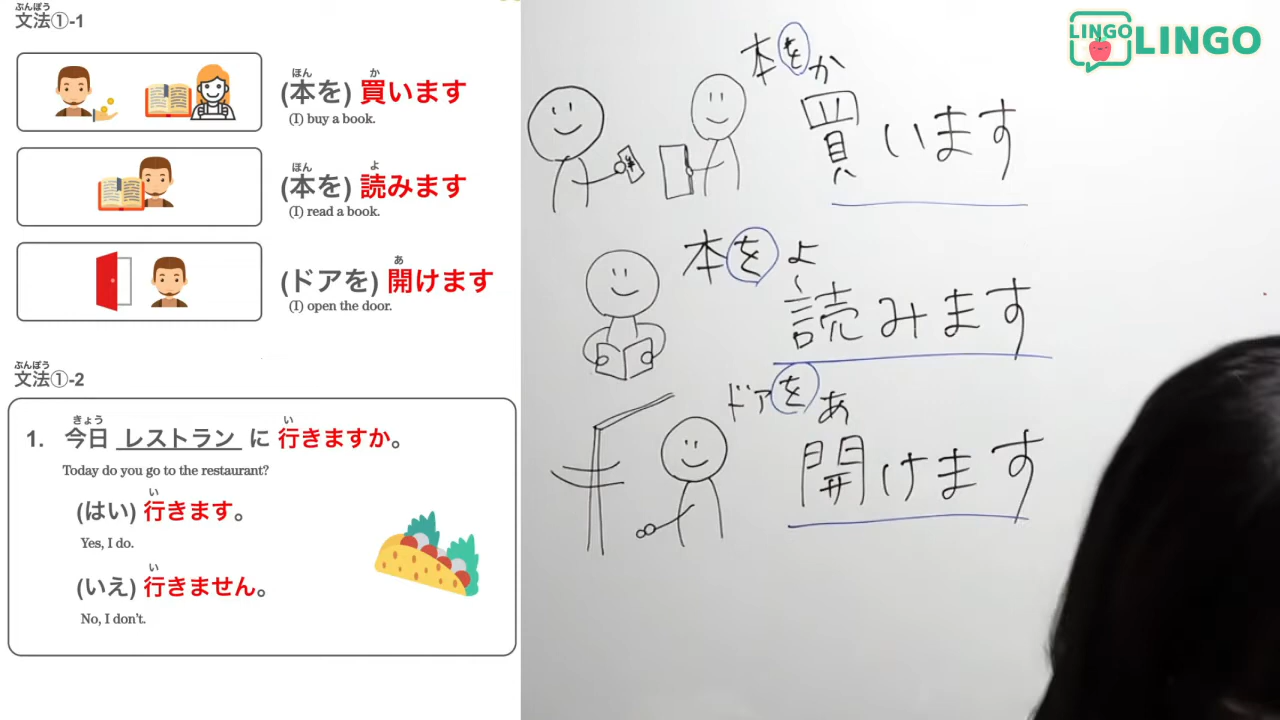 ぶんぽう
文法①-1
ほん か
(本を) 買います
(I) buy a book.
ほん よ
(本を) 読みます
(I) read a book.
あ
(ドアを) 開けます
(I) open the door.
ぶんぽう
文法①-2
きょう い
1. 今日 レストラン に 行きますか。
Today do you go to the restaurant?
い
(はい) 行きます。
Yes, I do.
い
(いえ) 行きません。
No, I don't.
本を
か
買います
¥
本を
よ
読みます
ドアを
あ
開けます
LINGO
LINGO